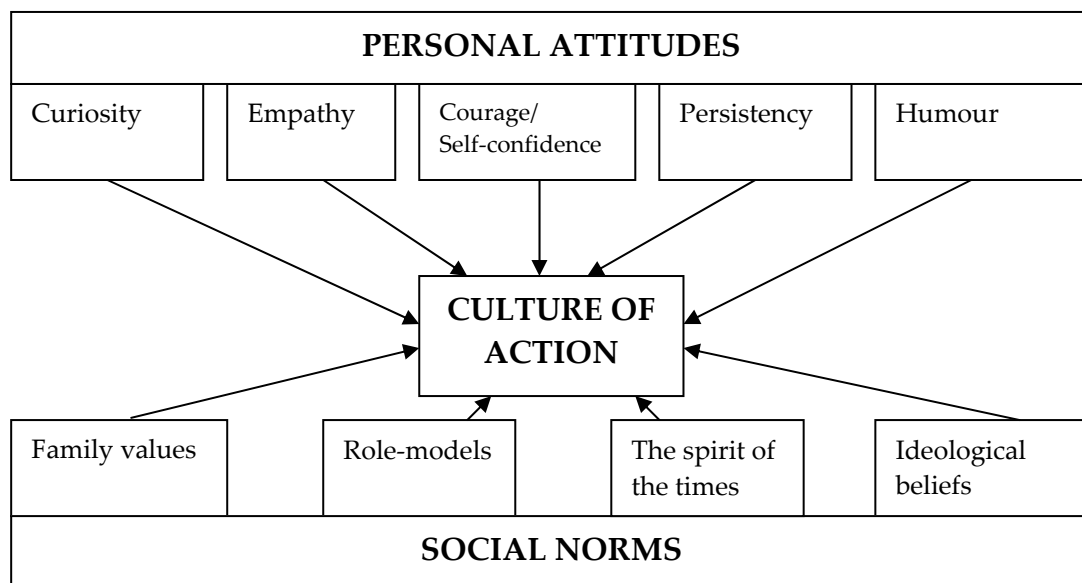 PERSONAL ATTITUDES
Curiosity
Empathy
Courage/
Self-confidence
Persistency
Humour
CULTURE OF
ACTION
Family values
Role-models
The spirit of
the times
Ideological
beliefs
SOCIAL NORMS